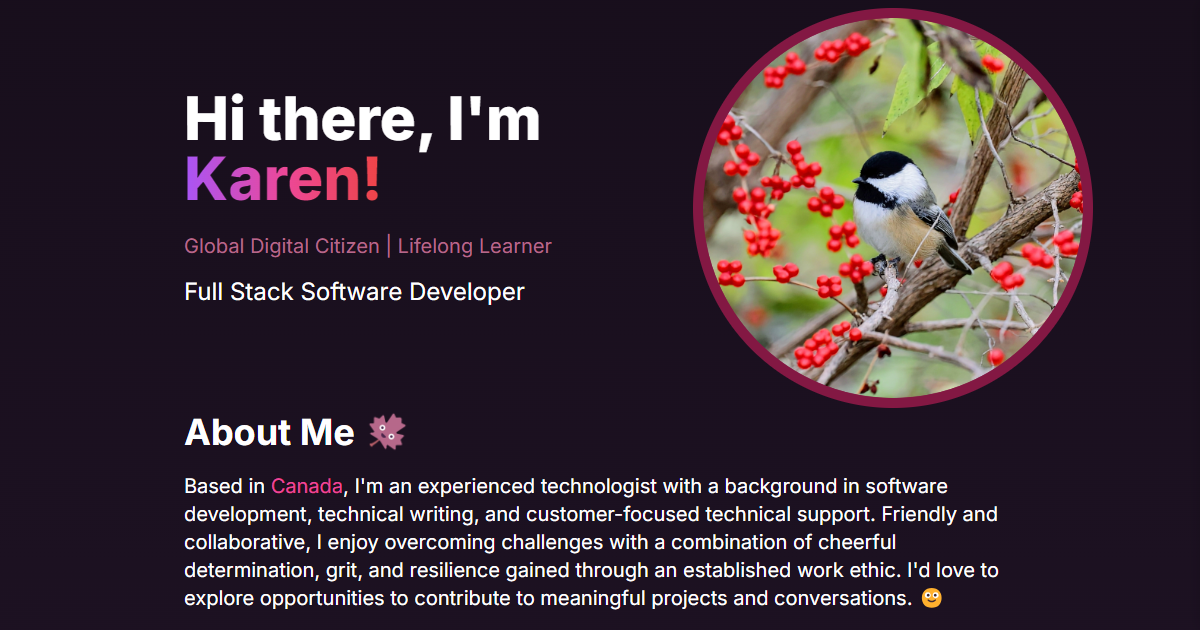 Hi there, I'm
Karen!
Global Digital Citizen | Lifelong Learner
Full Stack Software Developer
About Me
Based in Canada, I'm an experienced technologist with a background in software
development, technical writing, and customer-focused technical support. Friendly and
collaborative, I enjoy overcoming challenges with a combination of cheerful
determination, grit, and resilience gained through an established work ethic. I'd love to
explore opportunities to contribute to meaningful projects and conversations.